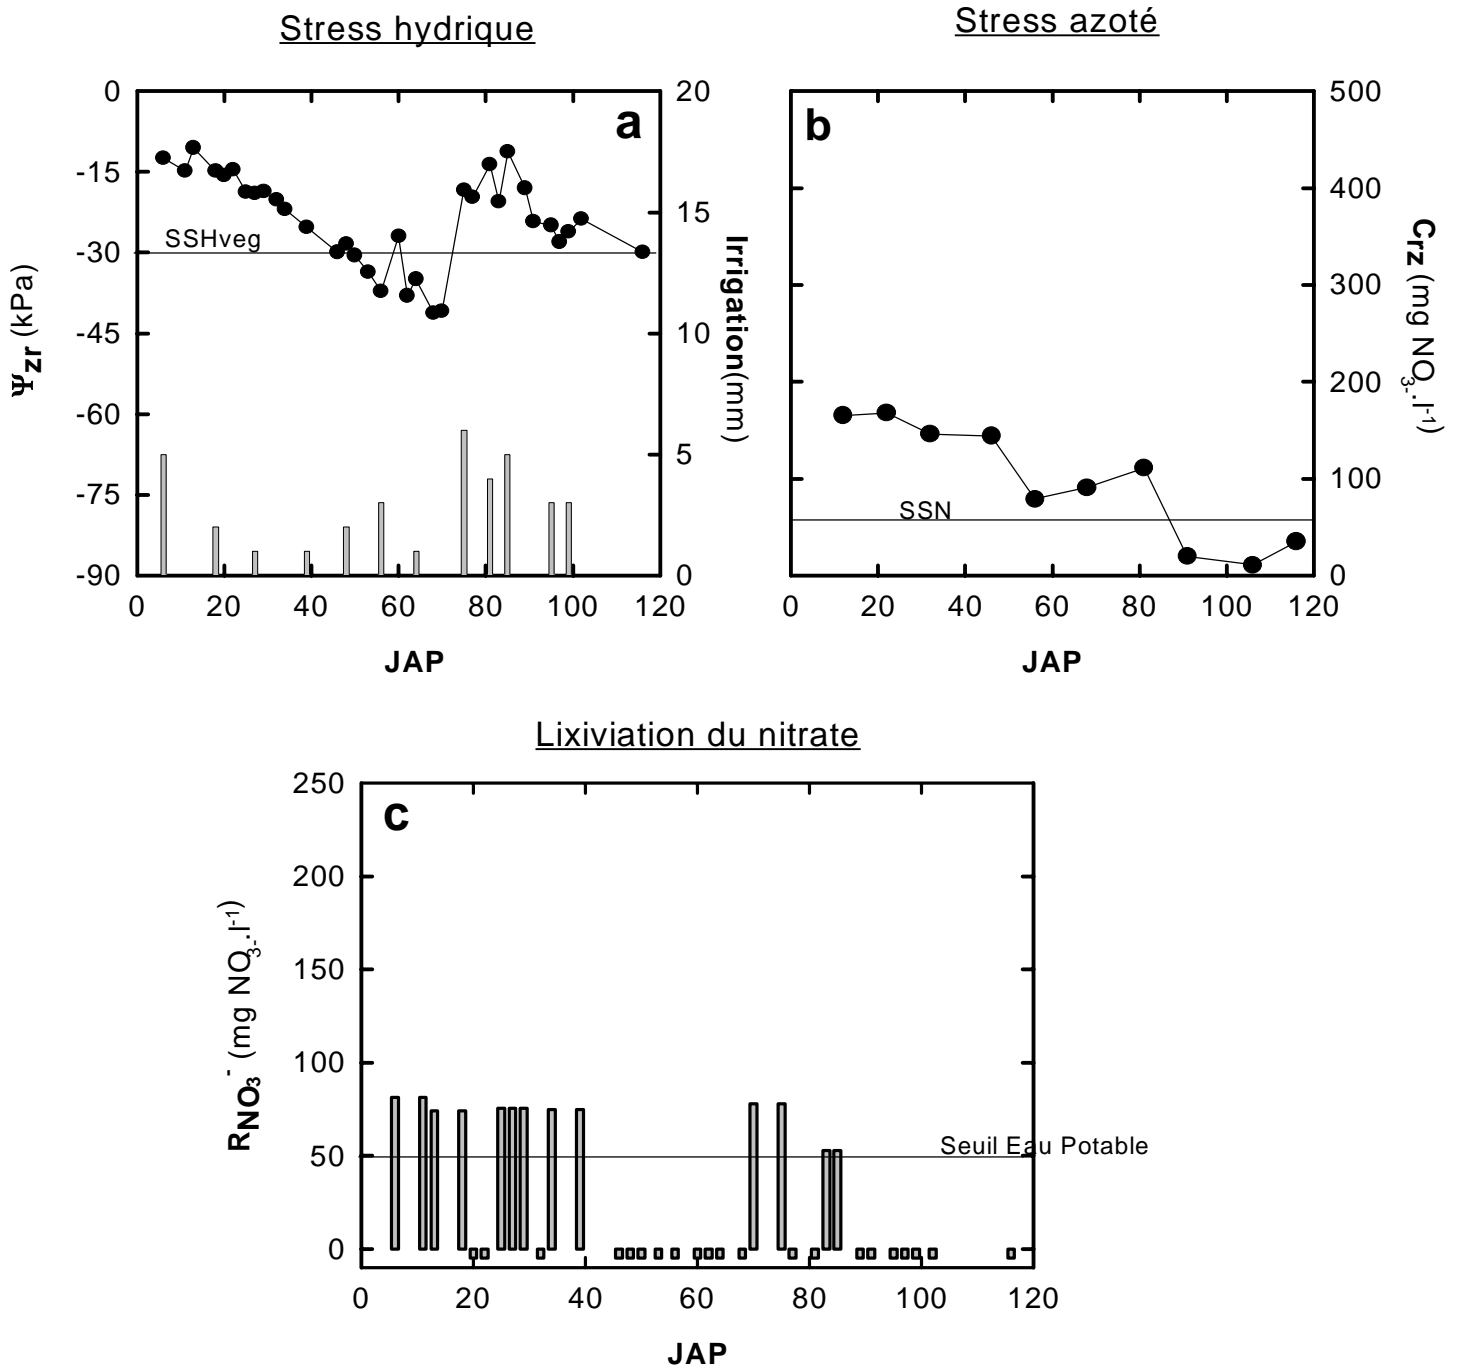 Stress hydrique
a
0
-15
-30
-45
-60
-75
-90
Ψzr (kPa)
SSHveg
20
15
10
5
0
Irrigation(mm)
0 20 40 60 80 100 120
JAP
Stress azoté
b
500
400
300
200
100
0
Crz (mg NO3-.l-1)
SSN
0 20 40 60 80 100 120
JAP
Lixiviation du nitrate
c
250
200
150
100
50
0
RNO3- (mg NO3-.l-1)
Seuil Eau Potable
0 20 40 60 80 100 120
JAP